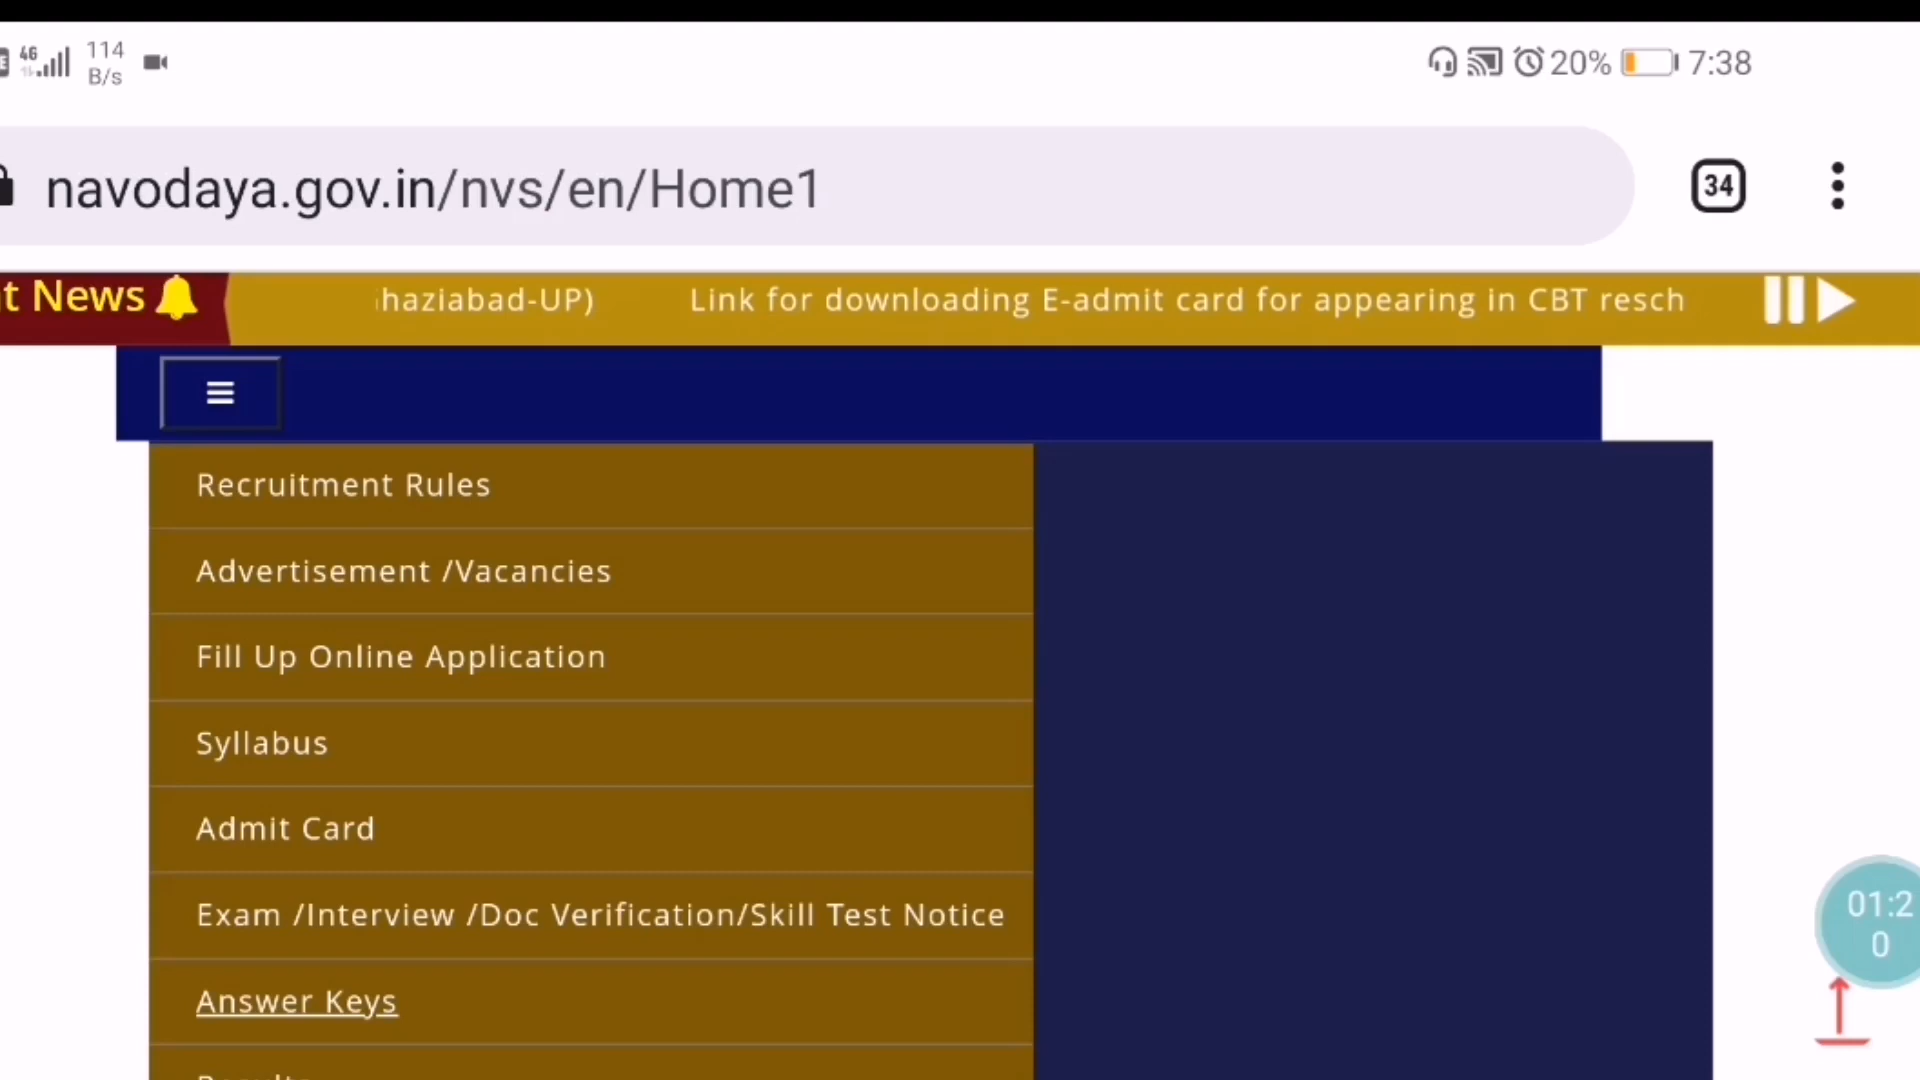 46
114
B/s
20%
7:38
navodaya.gov.in/nvs/en/Home1
34
t News
haziabad-UP)
Link for downloading E-admit card for appearing in CBT resch
Recruitment Rules
Advertisement /Vacancies
Fill Up Online Application
Syllabus
Admit Card
Exam /Interview /Doc Verification/Skill Test Notice
Answer Keys
01:2
0